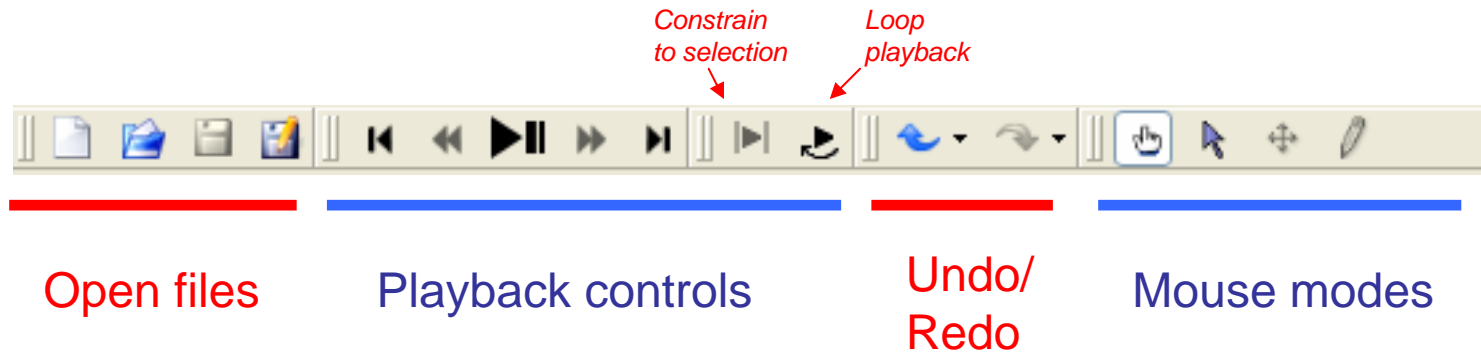 Constrain
to selection
Loop
playback
Open files
Playback controls
Undo/
Redo
Mouse modes